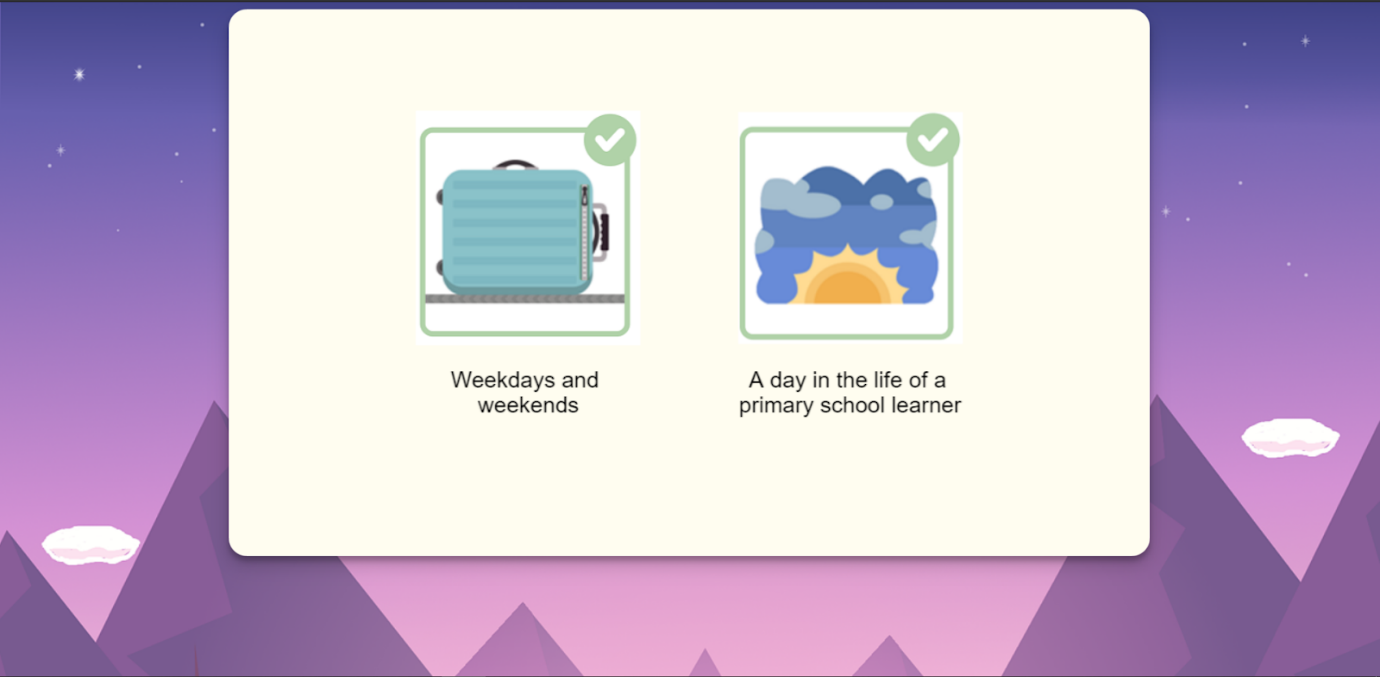 Weekdays and
weekends
A day in the life of a
primary school learner